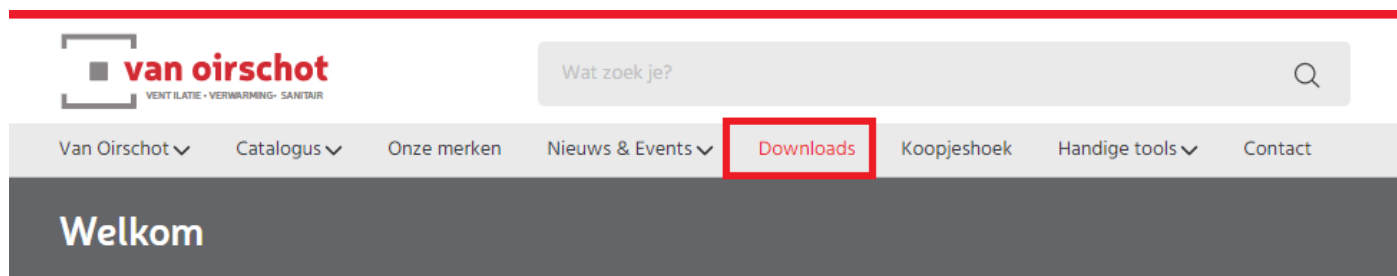 van oirschot
VENTILATIE • VERWARMING • SANITAIR
Wat zoek je?
Van Oirschot Catalogus Onze merken Nieuws & Events Downloads Koopjeshoek Handige tools Contact
Welkom